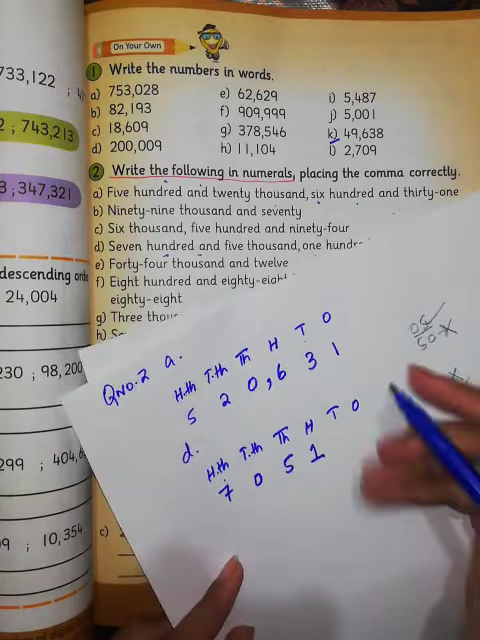 733,122 ;
2 ; 743,213
3 ; 347,321
descending orde
24,004
230 ; 98,200
299 ; 404,6
9 ; 10,354
On Your Own
1 Write the numbers in words.
a) 753,028 e) 62,629 i) 5,487
b) 82,193 f) 909,999 j) 5,001
c) 18,609 g) 378,546 k) 49,638
d) 200,009 h) 11,104 l) 2,709
2 Write the following in numerals, placing the comma correctly.
a) Five hundred and twenty thousand, six hundred and thirty-one
b) Ninety-nine thousand and seventy
c) Six thousand, five hundred and ninety-four
d) Seven hundred and five thousand, one hundr
e) Forty-four thousand and twelve
f) Eight hundred and eighty-eight
eighty-eight
g) Three thou
h) S
c)
QNO.2 a.
H.th T.th Th H T O
5 2 0,6 3 1
d.
H.th T.th Th H T O
7 0 5 1